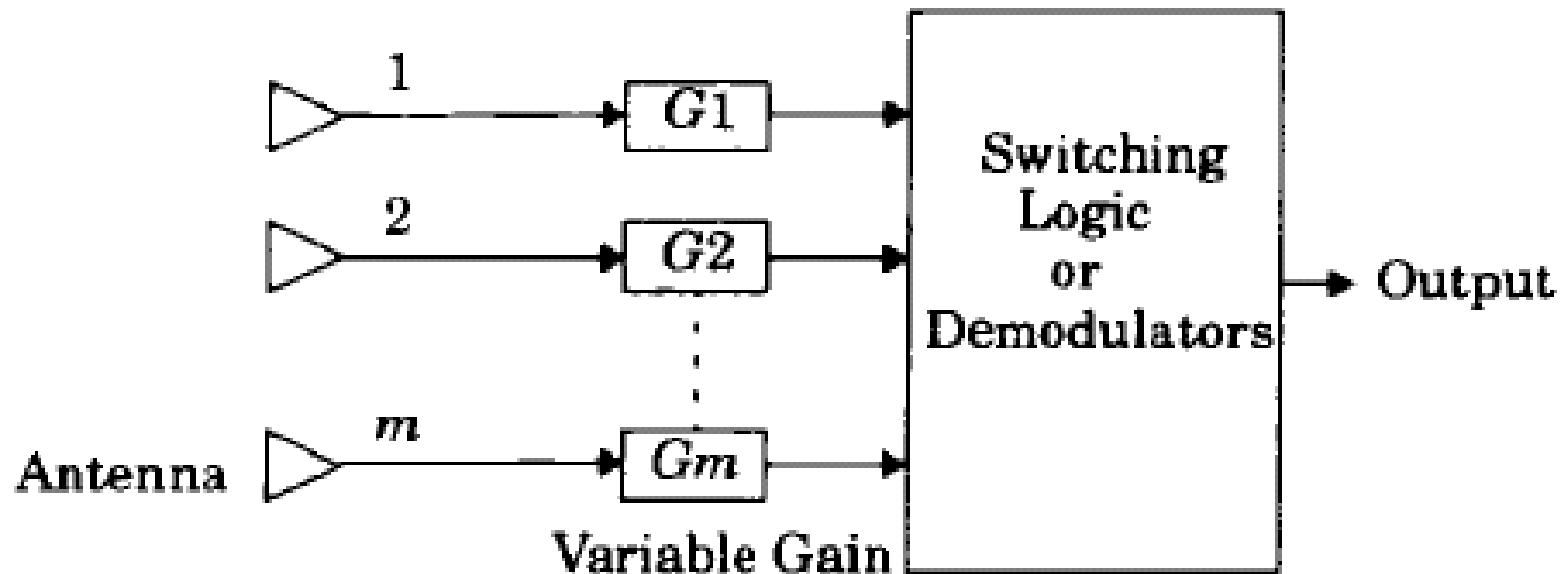 1
G1
2
G2
m
Gm
Antenna
Variable Gain
Switching
Logic
or
Demodulators
Output